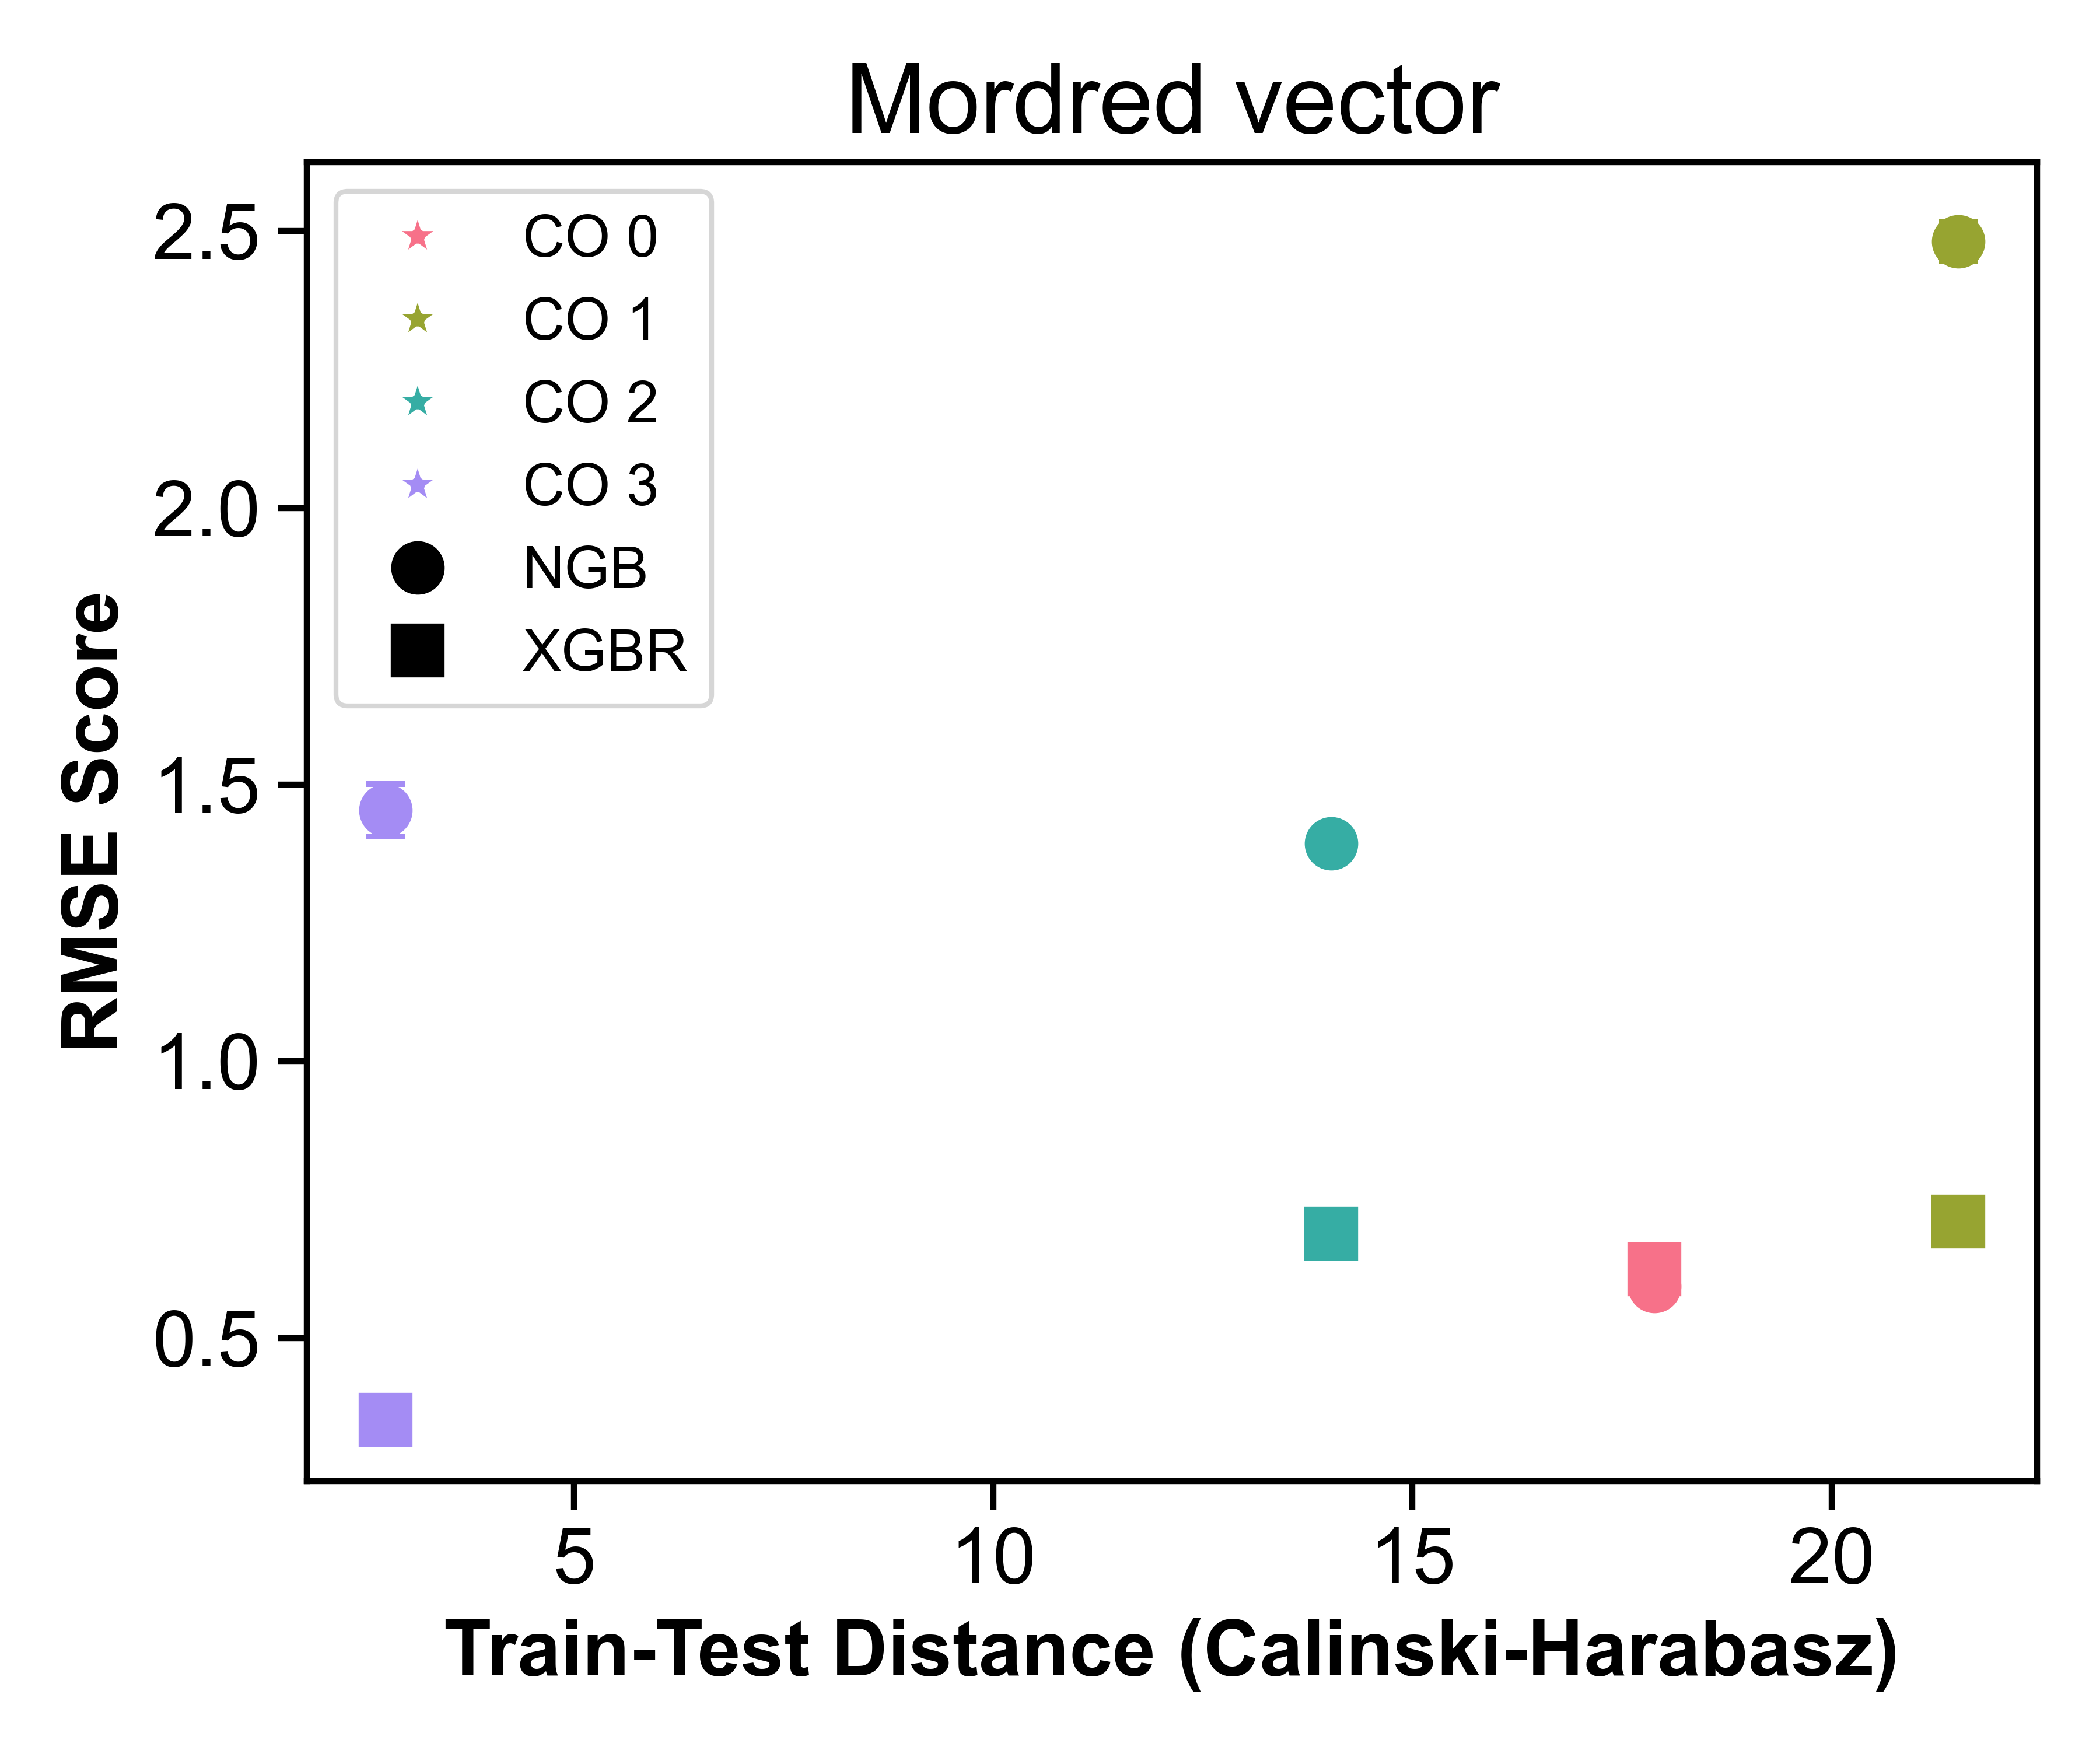 Mordred vector
RMSE Score
2.5
2.0
1.5
1.0
0.5
CO 0
CO 1
CO 2
CO 3
NGB
XGBR
5 10 15 20
Train-Test Distance (Calinski-Harabasz)